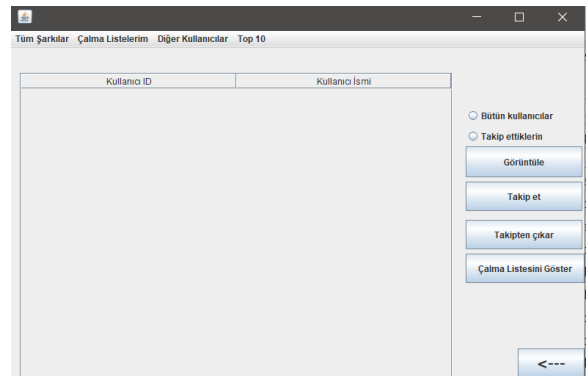 Tüm Şarkılar Çalma Listelerim Diğer Kullanıcılar Top 10
Kullanıcı ID Kullanıcı İsmi
Bütün kullanıcılar
Takip ettiklerin
Görüntüle
Takip et
Takipten çıkar
Çalma Listesini Göster
<---